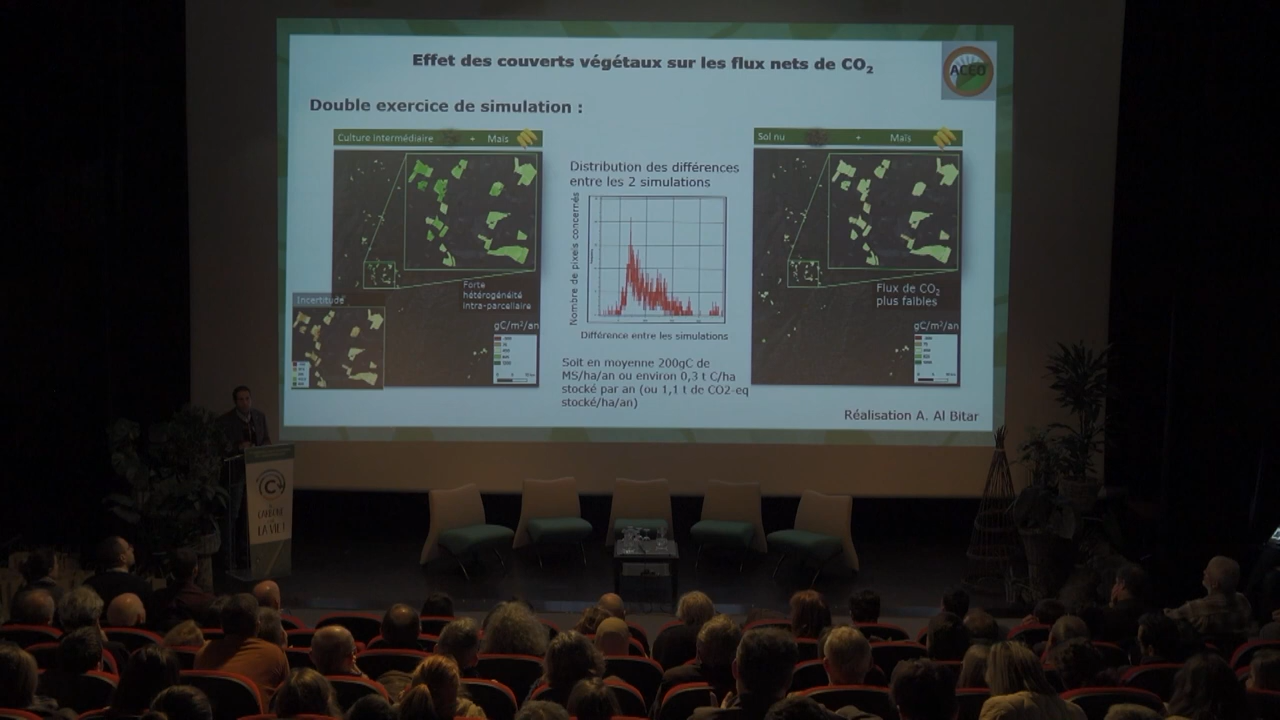 Effet des couverts végétaux sur les flux nets de CO₂
ACCO
Double exercice de simulation :
Culture intermédiaire + Maïs
Forte
hétérogénéité
intra-parcellaire
Incertitude
gC/m²/an
Distribution des différences
entre les 2 simulations
Nombre de pixels concernés
Différence entre les simulations
Soit en moyenne 200gC de
MS/ha/an ou environ 0,3 t C/ha
stocké par an (ou 1,1 t de CO2-eq
stocké/ha/an)
Sol nu + Maïs
Flux de CO₂
plus faibles
gC/m²/an
Réalisation A. Al Bitar
C
CARBONE
LA VIE !